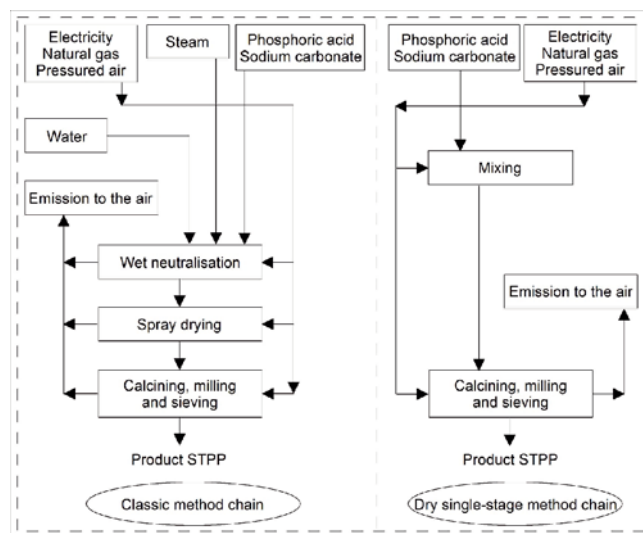 Electricity
Natural gas
Pressured air
Steam
Phosphoric acid
Sodium carbonate
Water
Emission to the air
Wet neutralisation
Spray drying
Calcining, milling
and sieving
Product STPP
Classic method chain
Phosphoric acid
Sodium carbonate
Electricity
Natural gas
Pressured air
Mixing
Emission to the air
Calcining, milling
and sieving
Product STPP
Dry single-stage method chain